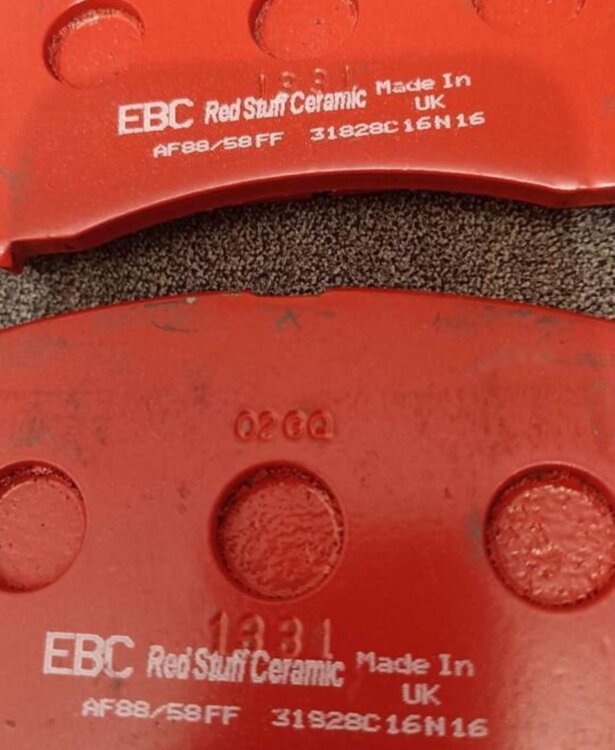 1331
EBC Red Stuff Ceramic Made In
UK
AF88/58FF 31828C16N16
02GQ
1331
EBC Red Stuff Ceramic Made In
UK
AF88/58FF 31828C16N16